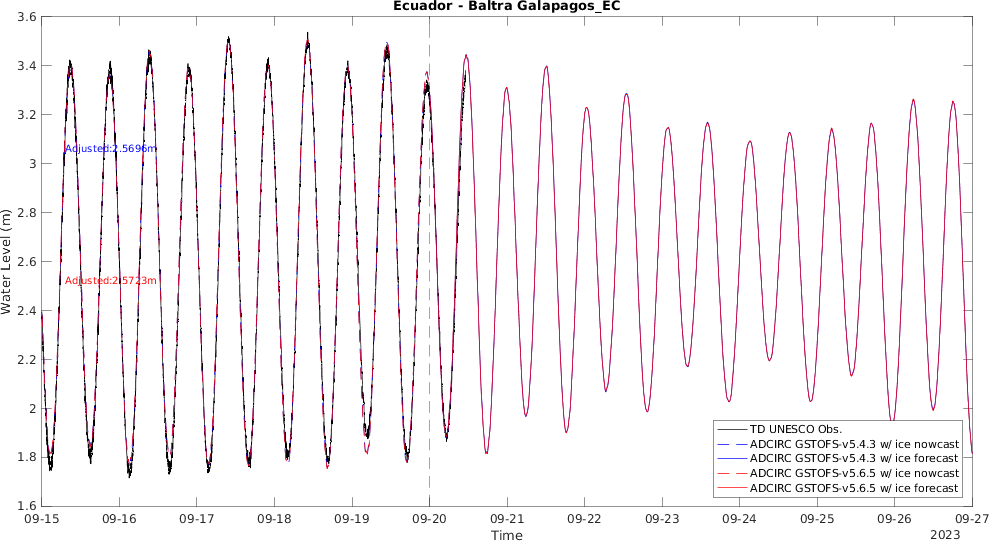 Ecuador - Baltra Galapagos_EC
3.6
3.4
3.2
3
2.8
2.6
2.4
2.2
2
1.8
1.6
Water Level (m)
Adjusted:2.5696m
Adjusted:2.5723m
TD UNESCO Obs.
ADCIRC GSTOFS-v5.4.3 w/ ice nowcast
ADCIRC GSTOFS-v5.4.3 w/ ice forecast
ADCIRC GSTOFS-v5.6.5 w/ ice nowcast
ADCIRC GSTOFS-v5.6.5 w/ ice forecast
09-15 09-16 09-17 09-18 09-19 09-20 09-21 09-22 09-23 09-24 09-25 09-26 09-27
Time
2023